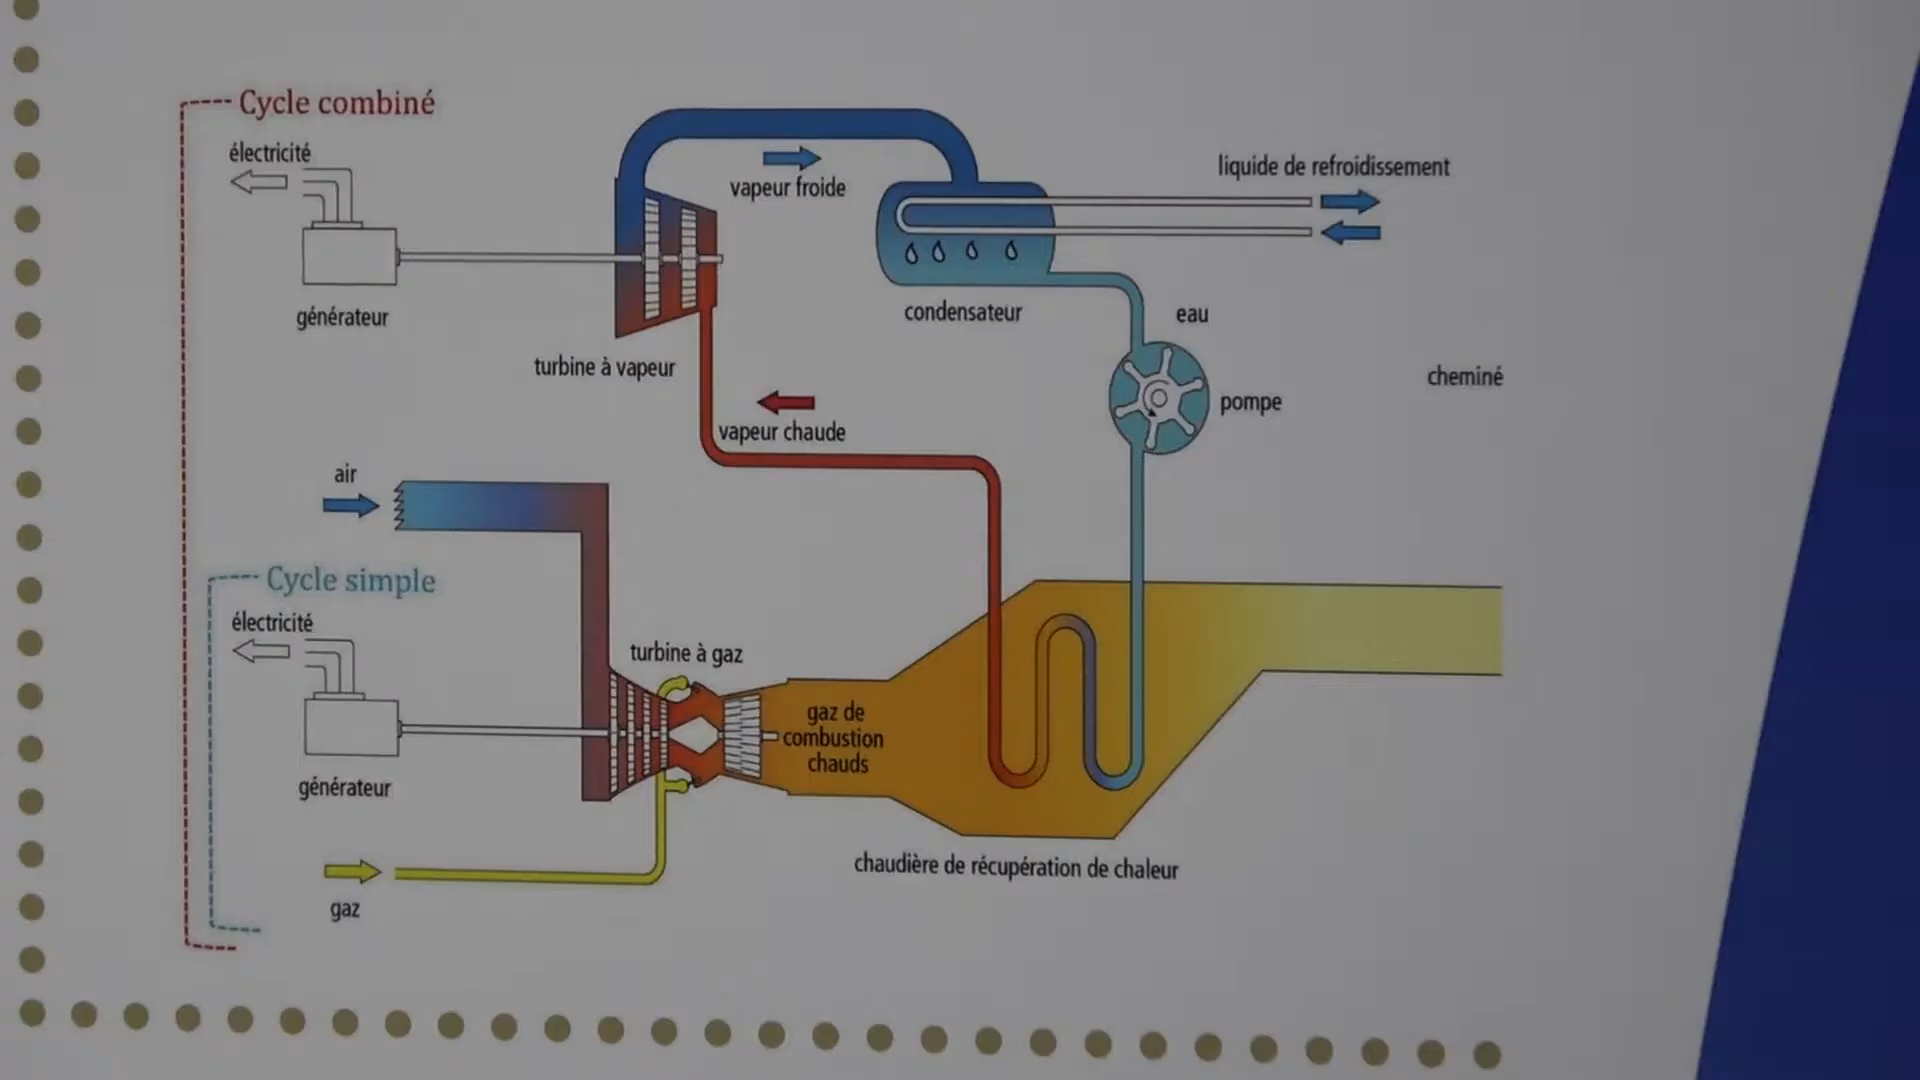 Cycle combiné
électricité
générateur
turbine à vapeur
vapeur froide
liquide de refroidissement
condensateur
eau
pompe
cheminé
vapeur chaude
air
Cycle simple
électricité
générateur
turbine à gaz
gaz de
combustion
chauds
chaudière de récupération de chaleur
gaz